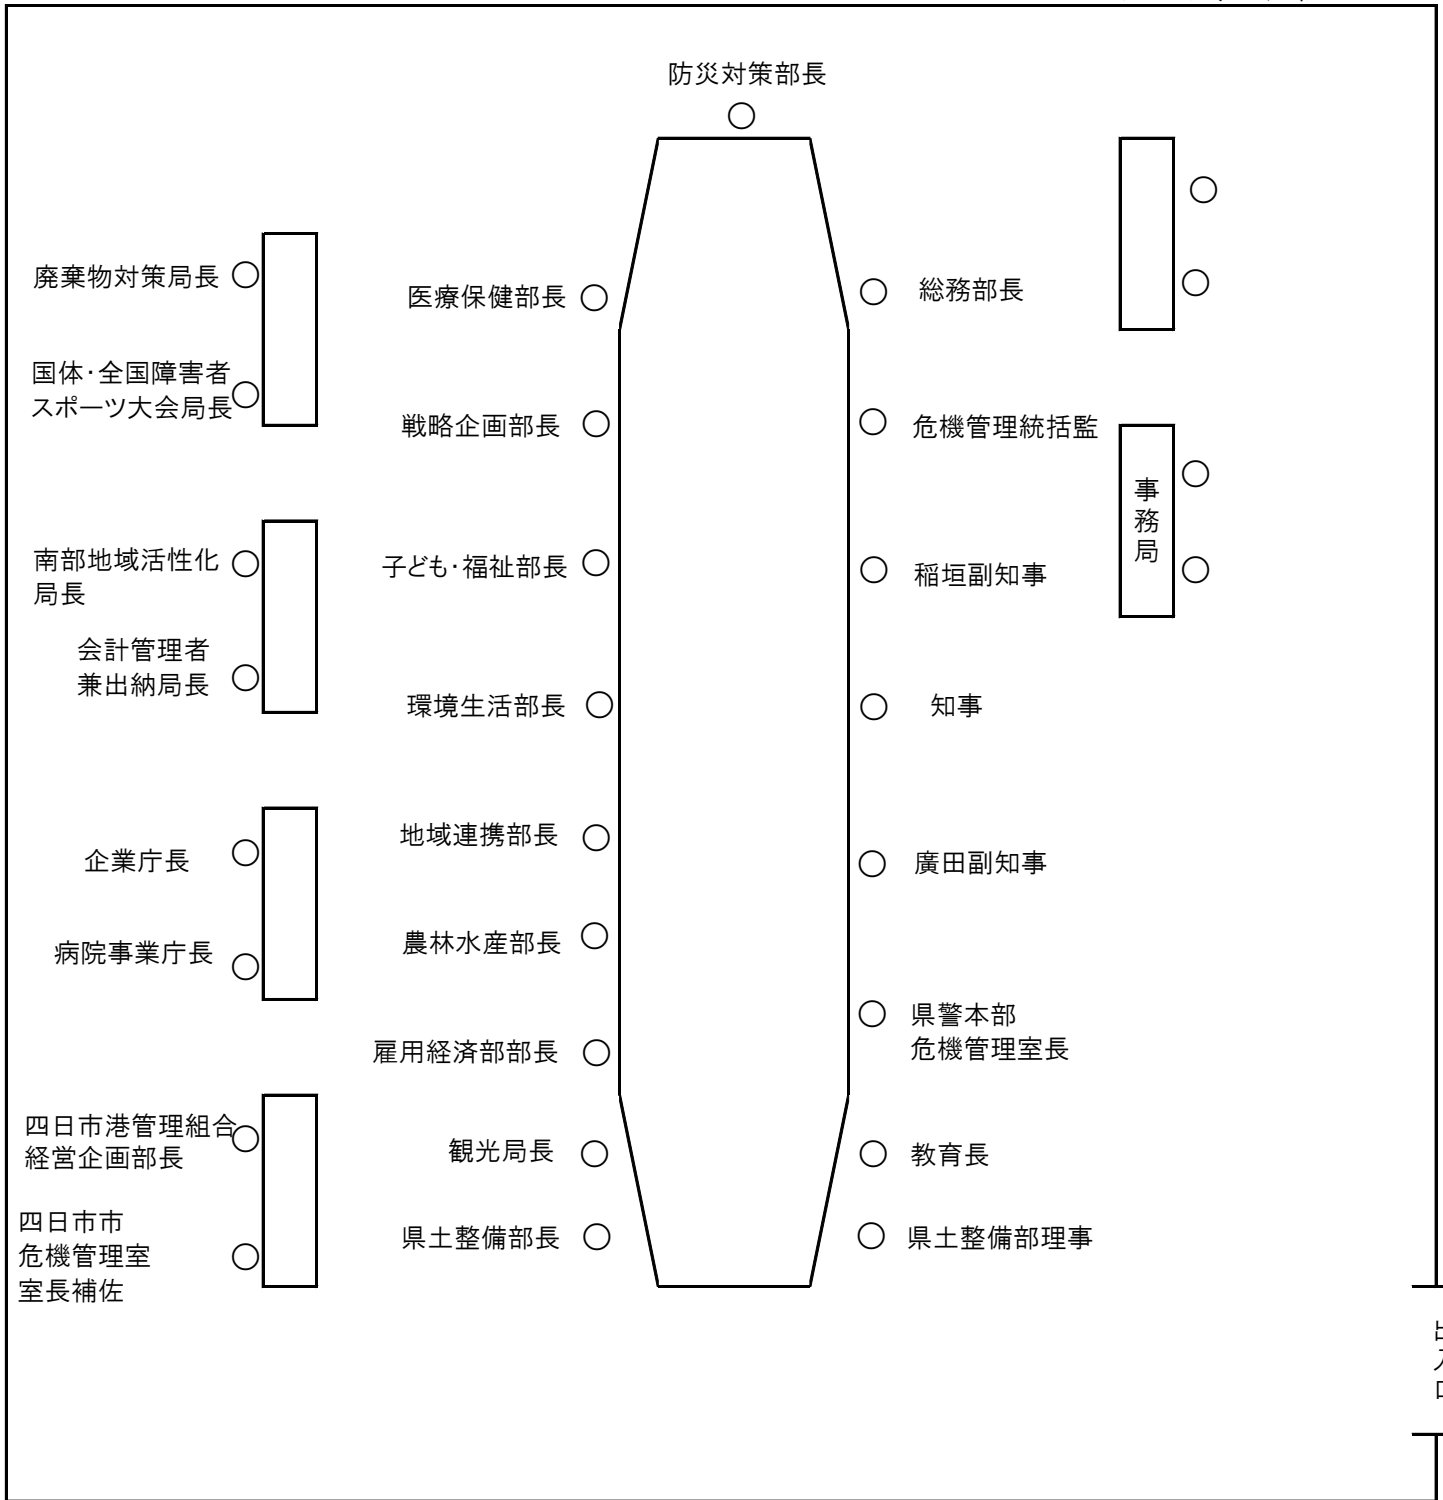 防災対策部長
廃棄物対策局長
国体・全国障害者
スポーツ大会局長
南部地域活性化
局長
会計管理者
兼出納局長
企業庁長
病院事業庁長
四日市港管理組合
経営企画部長
四日市市
危機管理室
室長補佐
医療保健部長
戦略企画部長
子ども・福祉部長
環境生活部長
地域連携部長
農林水産部長
雇用経済部部長
観光局長
県土整備部長
総務部長
危機管理統括監
稲垣副知事
知事
廣田副知事
県警本部
危機管理室長
教育長
県土整備部理事
事務局
出入口